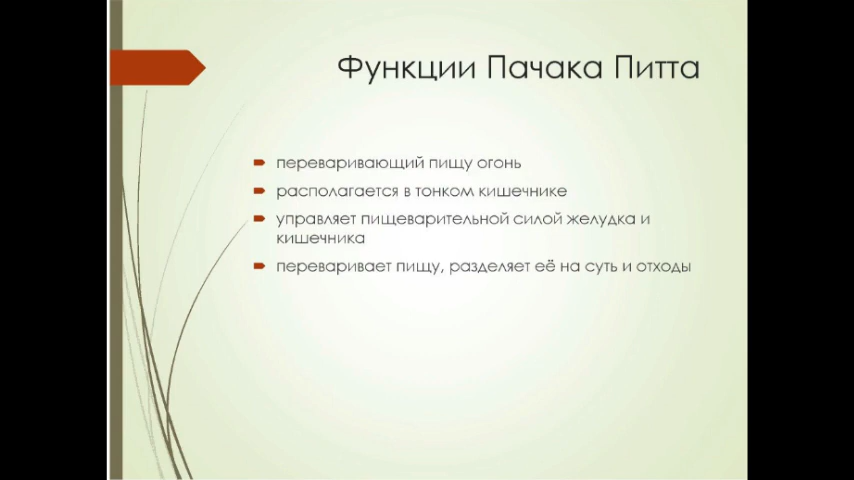 Функции Пачака Питта
переваривающий пищу огонь
располагается в тонком кишечнике
управляет пищеварительной силой желудка и
кишечника
переваривает пищу, разделяет её на суть и отходы